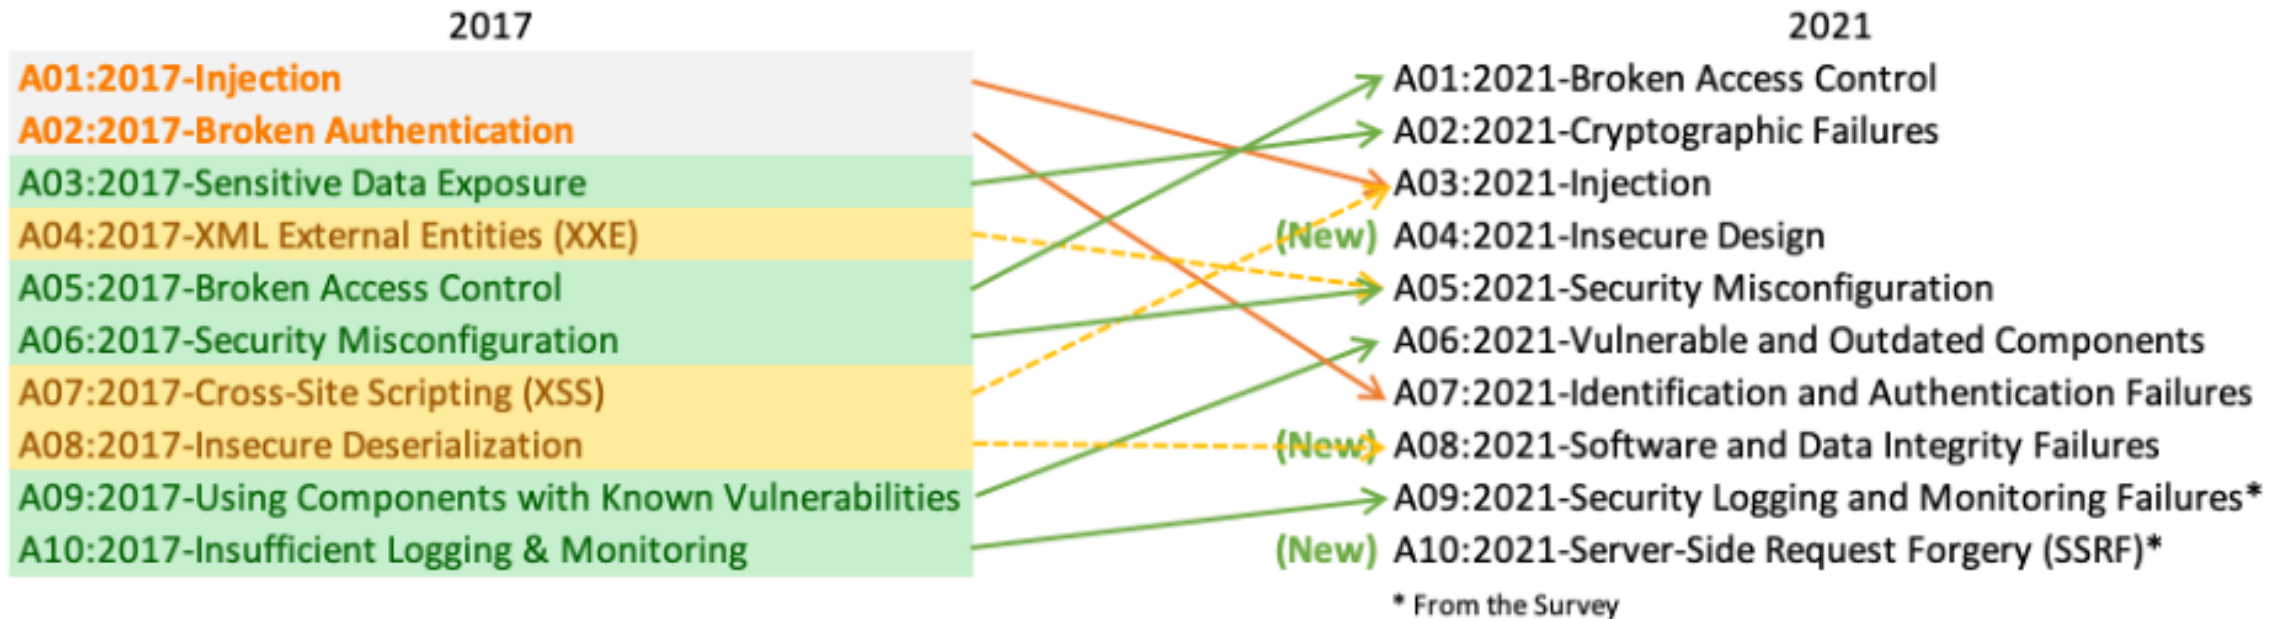 2017
A01:2017-Injection
A02:2017-Broken Authentication
A03:2017-Sensitive Data Exposure
A04:2017-XML External Entities (XXE)
A05:2017-Broken Access Control
A06:2017-Security Misconfiguration
A07:2017-Cross-Site Scripting (XSS)
A08:2017-Insecure Deserialization
A09:2017-Using Components with Known Vulnerabilities
A10:2017-Insufficient Logging & Monitoring
2021
A01:2021-Broken Access Control
A02:2021-Cryptographic Failures
A03:2021-Injection
(New) A04:2021-Insecure Design
A05:2021-Security Misconfiguration
A06:2021-Vulnerable and Outdated Components
A07:2021-Identification and Authentication Failures
(New) A08:2021-Software and Data Integrity Failures
A09:2021-Security Logging and Monitoring Failures*
(New) A10:2021-Server-Side Request Forgery (SSRF)*
* From the Survey